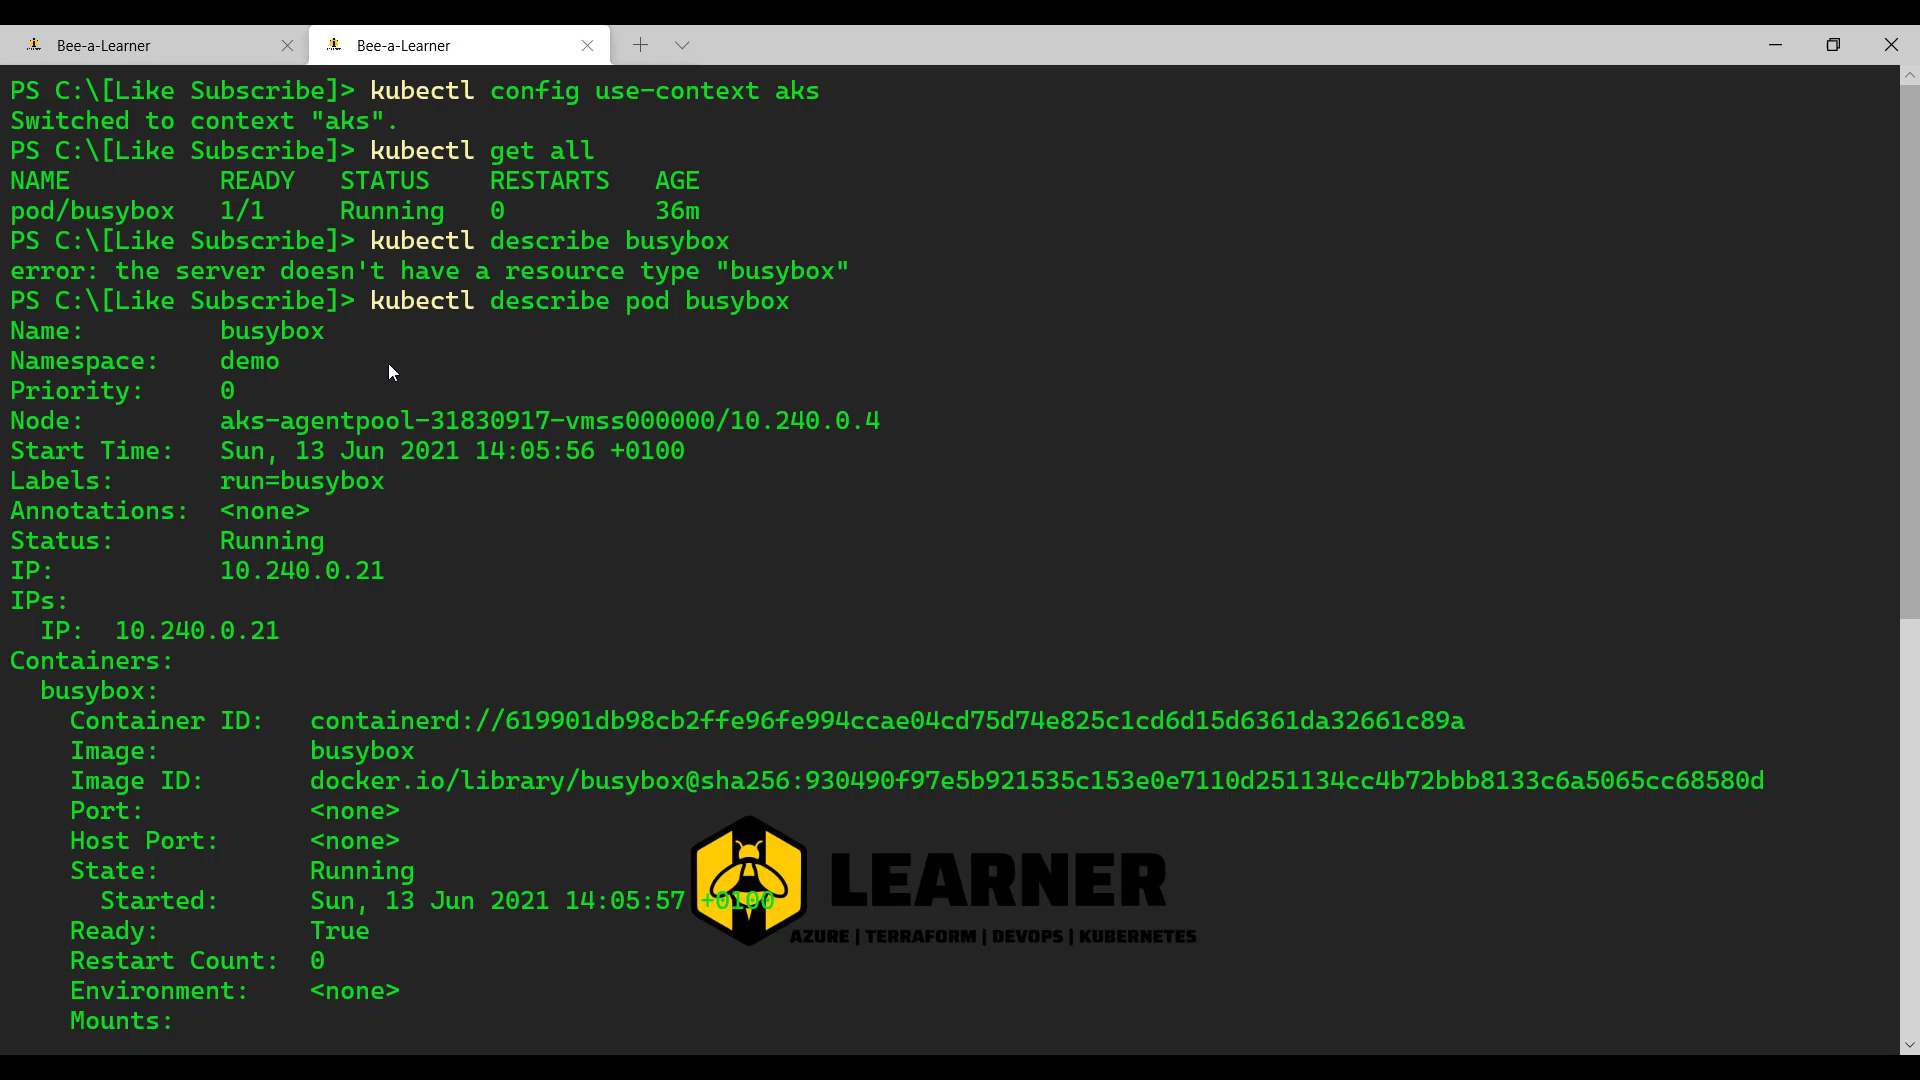 Bee-a-Learner
Bee-a-Learner
PS C:\[Like Subscribe]> kubectl config use-context aks
Switched to context "aks".
PS C:\[Like Subscribe]> kubectl get all
NAME          READY   STATUS    RESTARTS   AGE
pod/busybox   1/1     Running   0          36m
PS C:\[Like Subscribe]> kubectl describe busybox
error: the server doesn't have a resource type "busybox"
PS C:\[Like Subscribe]> kubectl describe pod busybox
Name:         busybox
Namespace:    demo
Priority:     0
Node:         aks-agentpool-31830917-vmss000000/10.240.0.4
Start Time:   Sun, 13 Jun 2021 14:05:56 +0100
Labels:       run=busybox
Annotations:  <none>
Status:       Running
IP:           10.240.0.21
IPs:
  IP:  10.240.0.21
Containers:
  busybox:
    Container ID:   containerd://619901db98cb2ffe96fe994ccae04cd75d74e825c1cd6d15d6361da32661c89a
    Image:          busybox
    Image ID:       docker.io/library/busybox@sha256:930490f97e5b921535c153e0e7110d251134cc4b72bbb8133c6a5065cc68580d
    Port:           <none>
    Host Port:      <none>
    State:          Running
      Started:      Sun, 13 Jun 2021 14:05:57 +0100
    Ready:          True
    Restart Count:  0
    Environment:    <none>
    Mounts:
LEARNER
AZURE | TERRAFORM | DEVOPS | KUBERNETES